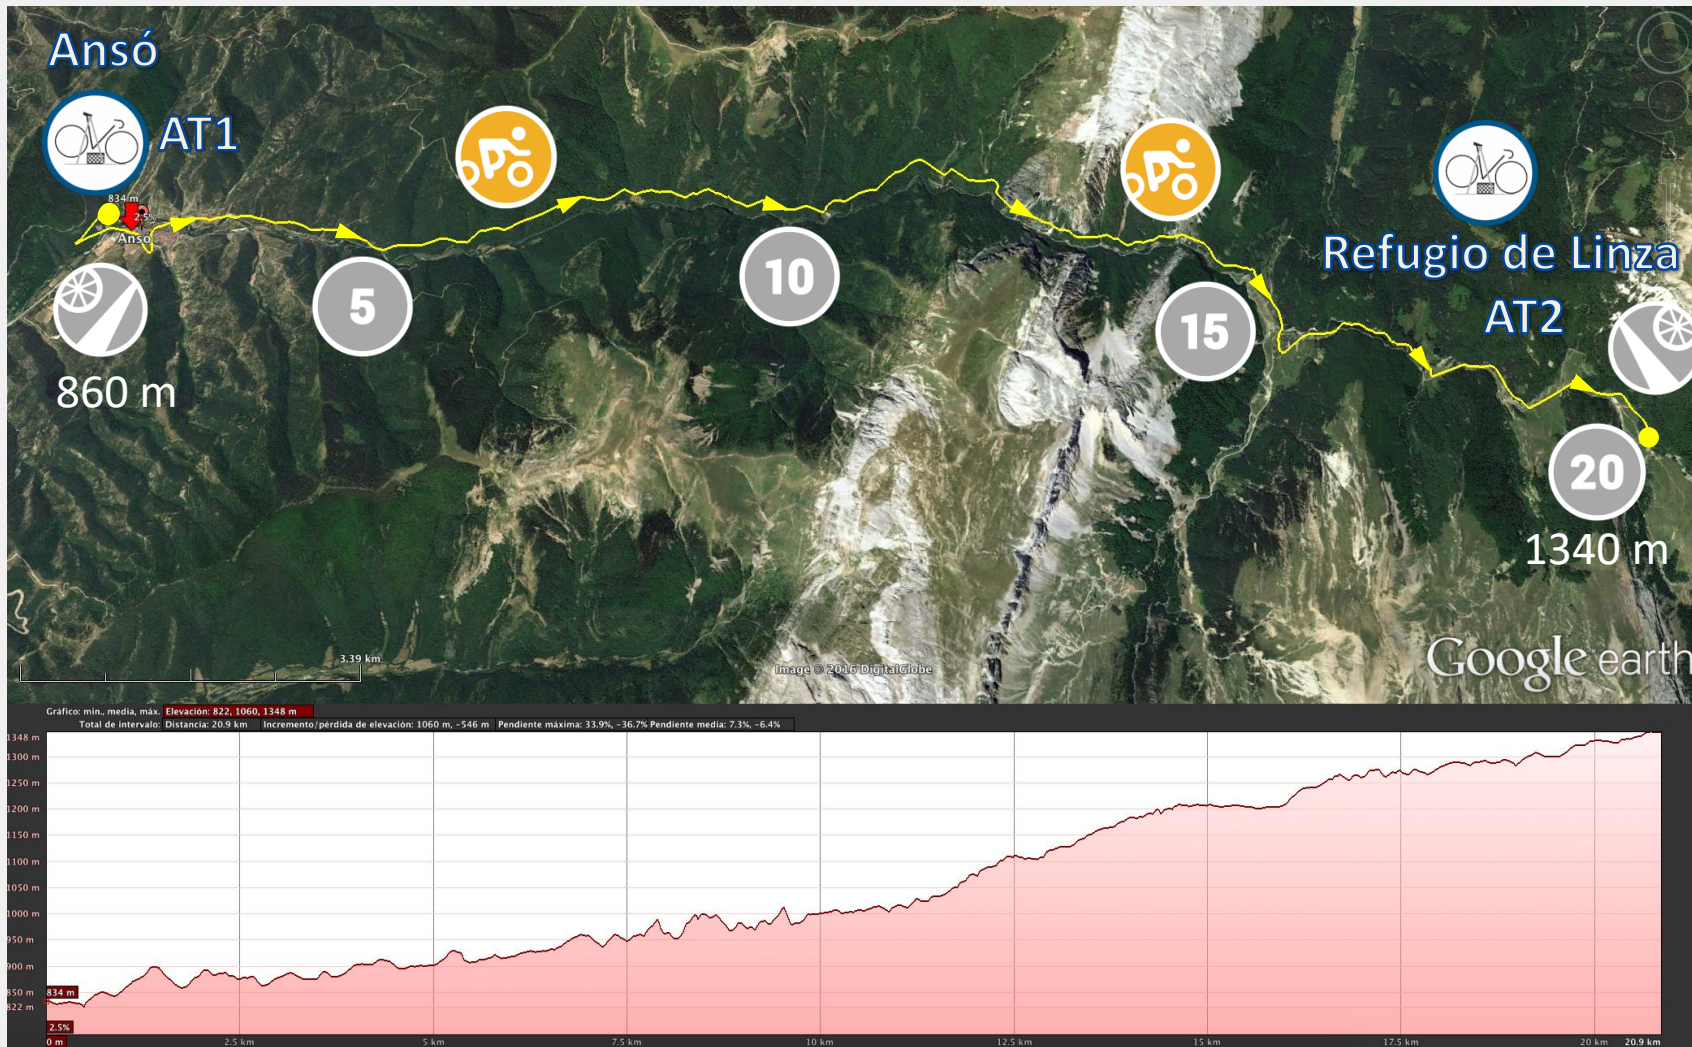 Ansó
AT1
834 m
2.5%
Ansó
860 m
5
10
15
Refugio de Linza
AT2
20
1340 m
3.39 km
Image © 2016 DigitalGlobe
Google earth
Gráfico: min., media, máx. Elevación: 822, 1060, 1348 m
Total de intervalo: Distancia: 20.9 km Incremento/pérdida de elevación: 1060 m, -546 m Pendiente máxima: 33.9%, -36.7% Pendiente media: 7.3%, -6.4%
1348 m
1300 m
1250 m
1200 m
1150 m
1100 m
1050 m
1000 m
950 m
900 m
850 m
834 m
822 m
2.5%
0 m 2.5 km 5 km 7.5 km 10 km 12.5 km 15 km 17.5 km 20 km 20.9 km